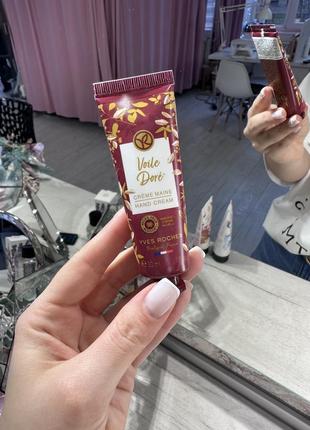 Voile
Doré
CRÈME MAINS
HAND CREAM
YVES ROCHER